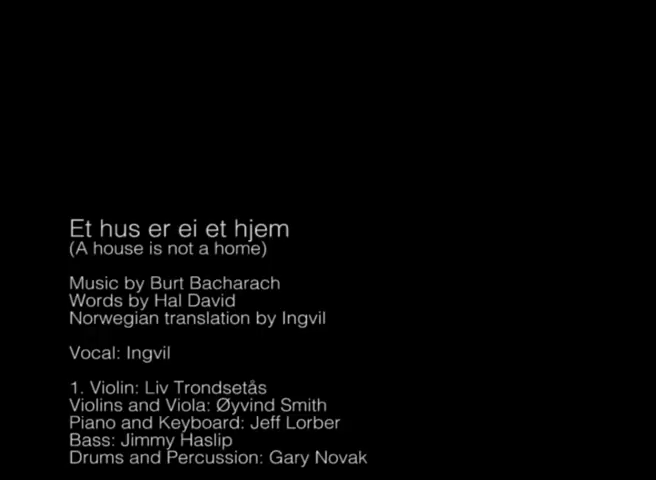 Et hus er ei et hjem
(A house is not a home)
Music by Burt Bacharach
Words by Hal David
Norwegian translation by Ingvil
Vocal: Ingvil
1. Violin: Liv Trondsetås
Violins and Viola: Øyvind Smith
Piano and Keyboard: Jeff Lorber
Bass: Jimmy Haslip
Drums and Percussion: Gary Novak